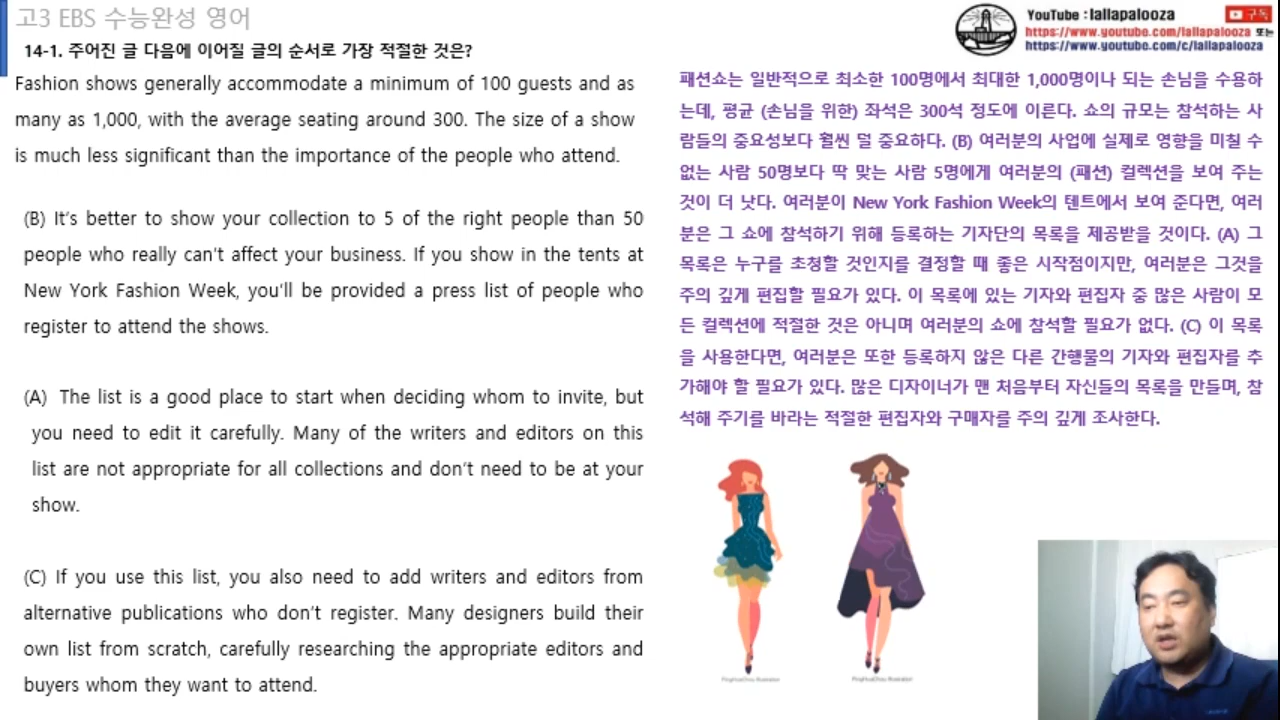 고3 EBS 수능완성 영어
YouTube : lallapalooza
구독
https://www.youtube.com/lallapalooza 또는
https://www.youtube.com/c/lallapalooza
14-1. 주어진 글 다음에 이어질 글의 순서로 가장 적절한 것은?
Fashion shows generally accommodate a minimum of 100 guests and as
many as 1,000, with the average seating around 300. The size of a show
is much less significant than the importance of the people who attend.
(B) It’s better to show your collection to 5 of the right people than 50
people who really can’t affect your business. If you show in the tents at
New York Fashion Week, you’ll be provided a press list of people who
register to attend the shows.
(A) The list is a good place to start when deciding whom to invite, but
you need to edit it carefully. Many of the writers and editors on this
list are not appropriate for all collections and don’t need to be at your
show.
(C) If you use this list, you also need to add writers and editors from
alternative publications who don’t register. Many designers build their
own list from scratch, carefully researching the appropriate editors and
buyers whom they want to attend.
패션쇼는 일반적으로 최소한 100명에서 최대한 1,000명이나 되는 손님을 수용하
는데, 평균 (손님을 위한) 좌석은 300석 정도에 이른다. 쇼의 규모는 참석하는 사
람들의 중요성보다 훨씬 덜 중요하다. (B) 여러분의 사업에 실제로 영향을 미칠 수
없는 사람 50명보다 딱 맞는 사람 5명에게 여러분의 (패션) 컬렉션을 보여 주는
것이 더 낫다. 여러분이 New York Fashion Week의 텐트에서 보여 준다면, 여러
분은 그 쇼에 참석하기 위해 등록하는 기자단의 목록을 제공받을 것이다. (A) 그
목록은 누구를 초청할 것인지를 결정할 때 좋은 시작점이지만, 여러분은 그것을
주의 깊게 편집할 필요가 있다. 이 목록에 있는 기자와 편집자 중 많은 사람이 모
든 컬렉션에 적절한 것은 아니며 여러분의 쇼에 참석할 필요가 없다. (C) 이 목록
을 사용한다면, 여러분은 또한 등록하지 않은 다른 간행물의 기자와 편집자를 추
가해야 할 필요가 있다. 많은 디자이너가 맨 처음부터 자신들의 목록을 만들며, 참
석해 주기를 바라는 적절한 편집자와 구매자를 주의 깊게 조사한다.